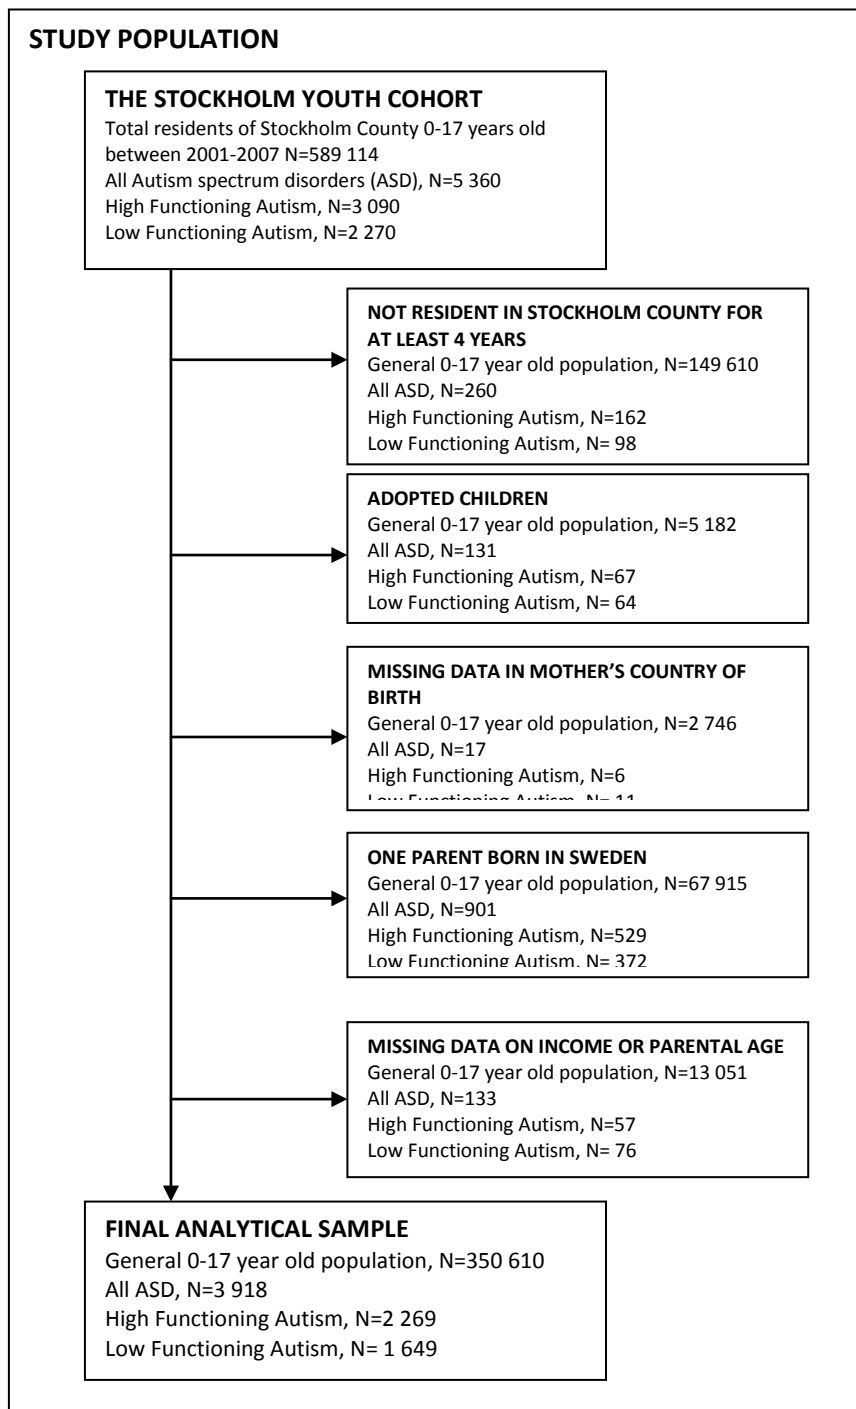 STUDY POPULATION
THE STOCKHOLM YOUTH COHORT
Total residents of Stockholm County 0-17 years old
between 2001-2007 N=589 114
All Autism spectrum disorders (ASD), N=5 360
High Functioning Autism, N=3 090
Low Functioning Autism, N=2 270
NOT RESIDENT IN STOCKHOLM COUNTY FOR
AT LEAST 4 YEARS
General 0-17 year old population, N=149 610
All ASD, N=260
High Functioning Autism, N=162
Low Functioning Autism, N= 98
ADOPTED CHILDREN
General 0-17 year old population, N=5 182
All ASD, N=131
High Functioning Autism, N=67
Low Functioning Autism, N= 64
MISSING DATA IN MOTHER'S COUNTRY OF
BIRTH
General 0-17 year old population, N=2 746
All ASD, N=17
High Functioning Autism, N=6
Low Functioning Autism, N= 11
ONE PARENT BORN IN SWEDEN
General 0-17 year old population, N=67 915
All ASD, N=901
High Functioning Autism, N=529
Low Functioning Autism, N= 372
MISSING DATA ON INCOME OR PARENTAL AGE
General 0-17 year old population, N=13 051
All ASD, N=133
High Functioning Autism, N=57
Low Functioning Autism, N= 76
FINAL ANALYTICAL SAMPLE
General 0-17 year old population, N=350 610
All ASD, N=3 918
High Functioning Autism, N=2 269
Low Functioning Autism, N= 1 649